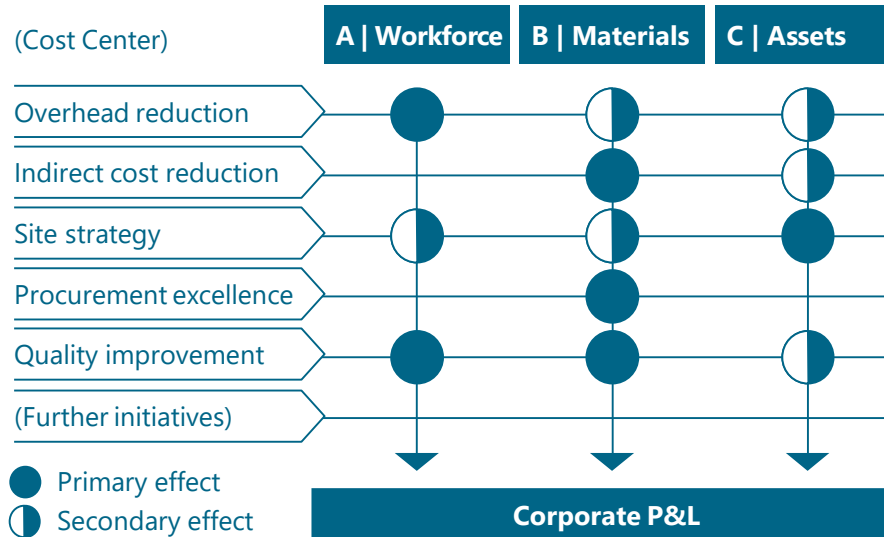 (Cost Center)
A | Workforce
B | Materials
C | Assets
Overhead reduction
Indirect cost reduction
Site strategy
Procurement excellence
Quality improvement
(Further initiatives)
Primary effect
Secondary effect
Corporate P&L